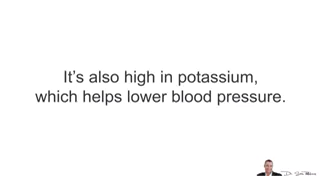 It’s also high in potassium,
which helps lower blood pressure.